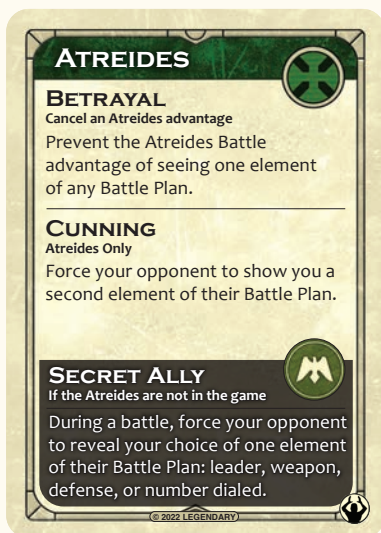 ATREIDES
BETRAYAL
Cancel an Atreides advantage
Prevent the Atreides Battle
advantage of seeing one element
of any Battle Plan.
CUNNING
Atreides Only
Force your opponent to show you a
second element of their Battle Plan.
SECRET ALLY
If the Atreides are not in the game
During a battle, force your opponent
to reveal your choice of one element
of their Battle Plan: leader, weapon,
defense, or number dialed.
© 2022 LEGENDARY